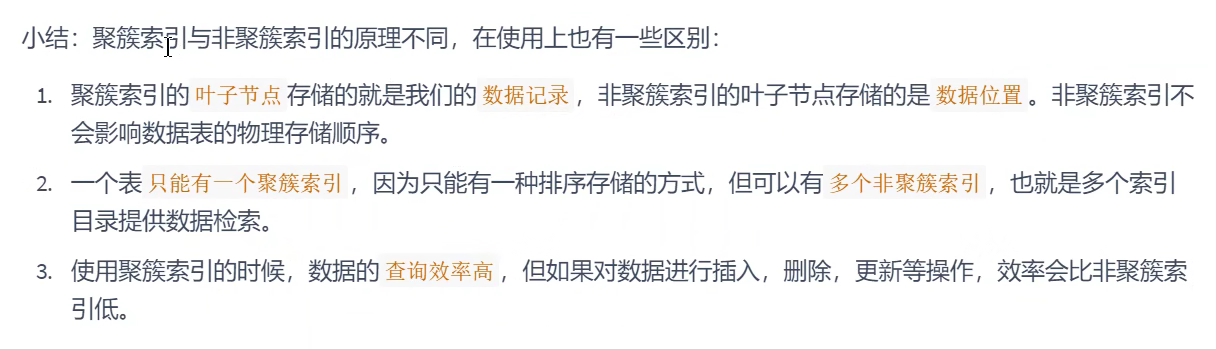 小结：聚簇索引与非聚簇索引的原理不同，在使用上也有一些区别：
1. 聚簇索引的 叶子节点 存储的就是我们的 数据记录 ，非聚簇索引的叶子节点存储的是 数据位置 。非聚簇索引不
会影响数据表的物理存储顺序。
2. 一个表 只能有一个聚簇索引 ，因为只能有一种排序存储的方式，但可以有 多个非聚簇索引 ，也就是多个索引
目录提供数据检索。
3. 使用聚簇索引的时候，数据的 查询效率高 ，但如果对数据进行插入，删除，更新等操作，效率会比非聚簇索
引低。